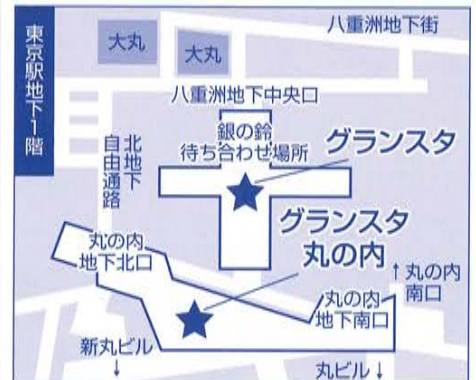 東京駅地下1階
大丸
大丸
八重洲地下街
八重洲地下中央口
銀の鈴
待ち合わせ場所
グランスタ
北地下
自由通路
グランスタ
丸の内
丸の内
地下北口
↑丸の内
南口
丸の内
地下南口
新丸ビル
↓
丸ビル↓